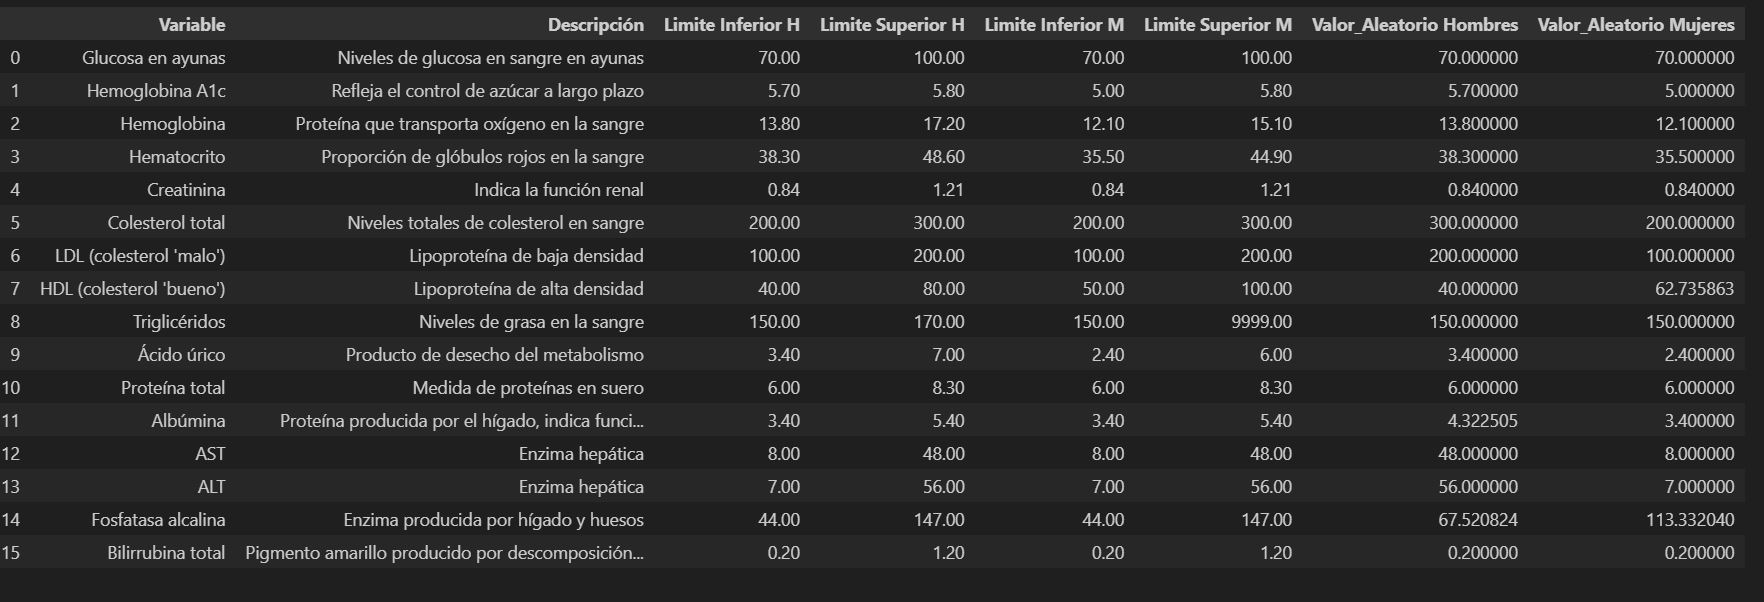 Variable Descripción Limite Inferior H Limite Superior H Limite Inferior M Limite Superior M Valor_Aleatorio Hombres Valor_Aleatorio Mujeres
0 Glucosa en ayunas Niveles de glucosa en sangre en ayunas 70.00 100.00 70.00 100.00 70.000000 70.000000
1 Hemoglobina A1c Refleja el control de azúcar a largo plazo 5.70 5.80 5.00 5.80 5.700000 5.000000
2 Hemoglobina Proteína que transporta oxígeno en la sangre 13.80 17.20 12.10 15.10 13.800000 12.100000
3 Hematocrito Proporción de glóbulos rojos en la sangre 38.30 48.60 35.50 44.90 38.300000 35.500000
4 Creatinina Indica la función renal 0.84 1.21 0.84 1.21 0.840000 0.840000
5 Colesterol total Niveles totales de colesterol en sangre 200.00 300.00 200.00 300.00 300.000000 200.000000
6 LDL (colesterol 'malo') Lipoproteína de baja densidad 100.00 200.00 100.00 200.00 200.000000 100.000000
7 HDL (colesterol 'bueno') Lipoproteína de alta densidad 40.00 80.00 50.00 100.00 40.000000 62.735863
8 Triglicéridos Niveles de grasa en la sangre 150.00 170.00 150.00 9999.00 150.000000 150.000000
9 Ácido úrico Producto de desecho del metabolismo 3.40 7.00 2.40 6.00 3.400000 2.400000
10 Proteína total Medida de proteínas en suero 6.00 8.30 6.00 8.30 6.000000 6.000000
11 Albúmina Proteína producida por el hígado, indica funci... 3.40 5.40 3.40 5.40 4.322505 3.400000
12 AST Enzima hepática 8.00 48.00 8.00 48.00 48.000000 8.000000
13 ALT Enzima hepática 7.00 56.00 7.00 56.00 56.000000 7.000000
14 Fosfatasa alcalina Enzima producida por hígado y huesos 44.00 147.00 44.00 147.00 67.520824 113.332040
15 Bilirrubina total Pigmento amarillo producido por descomposición... 0.20 1.20 0.20 1.20 0.200000 0.200000